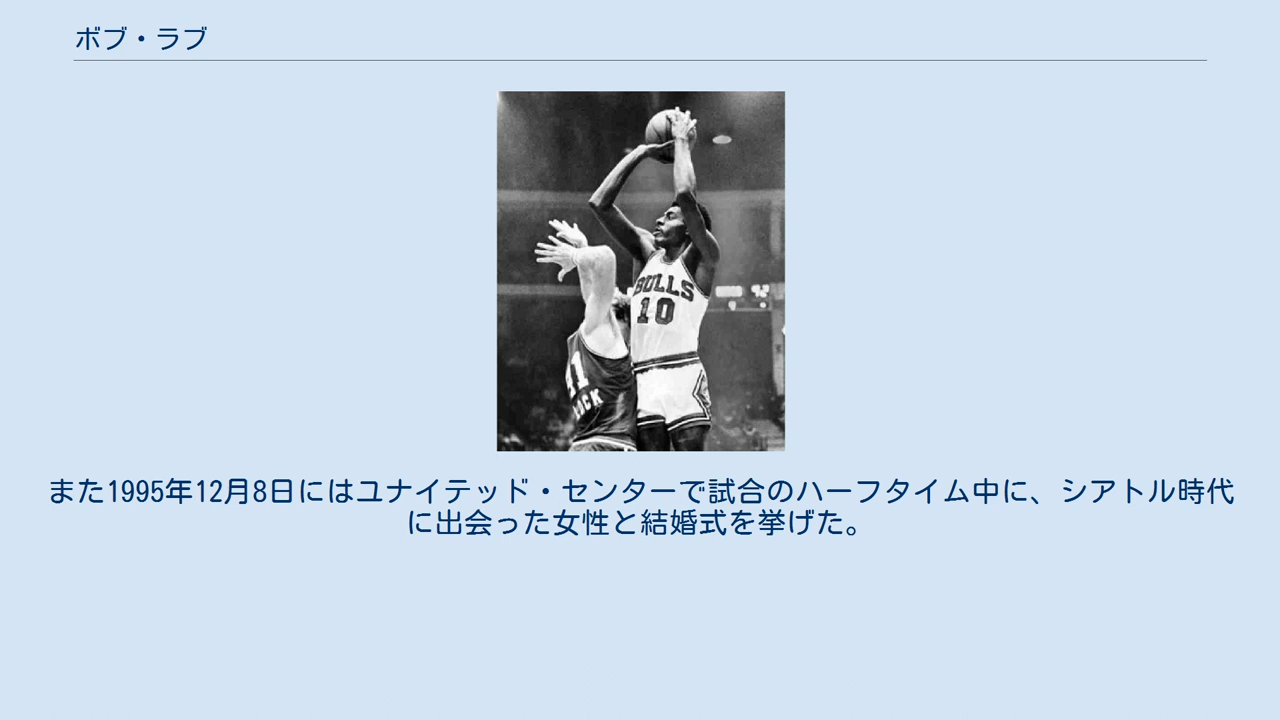 ボブ・ラブ
BULLS
10
また1995年12月8日にはユナイテッド・センターで試合のハーフタイム中に、シアトル時代
に出会った女性と結婚式を挙げた。